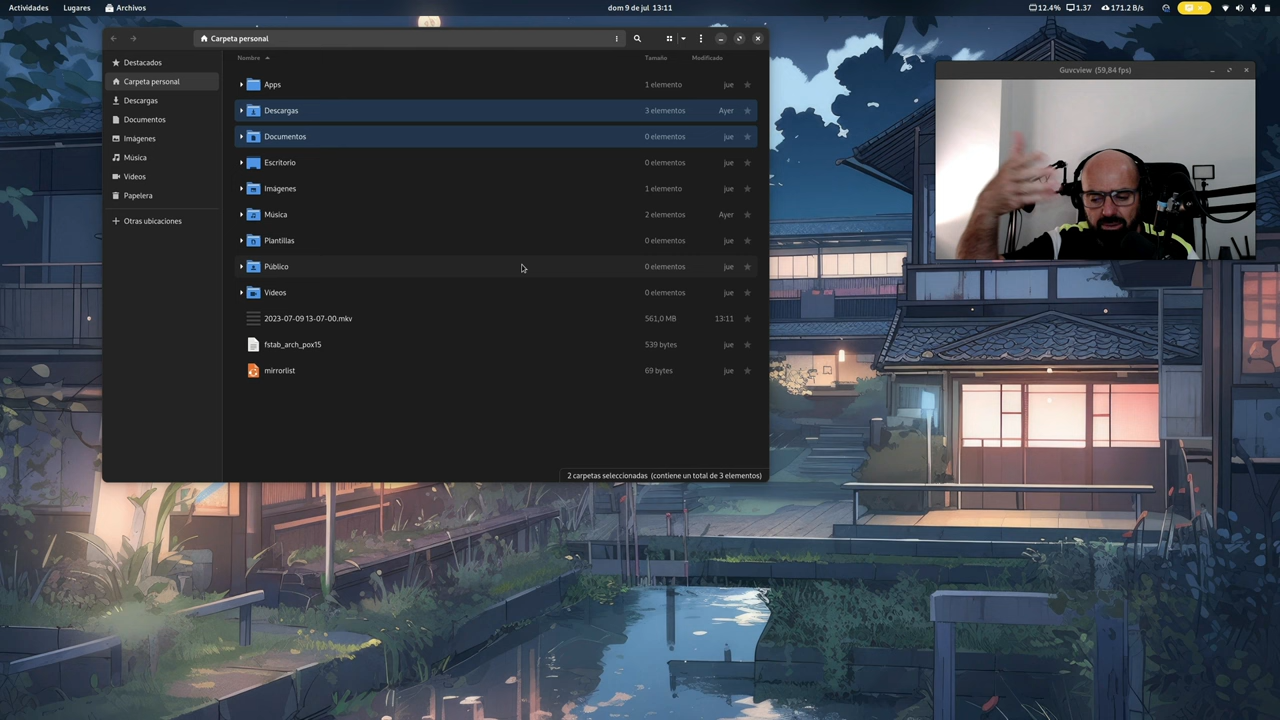 Actividades Lugares Archivos dom 9 de jul 13:11 12.4% 1.37 171.2 B/s
Carpeta personal
Guvcview (59,84 fps)
Destacados
Carpeta personal
Descargas
Documentos
Imágenes
Música
Vídeos
Papelera
Otras ubicaciones
Nombre Tamaño Modificado
Apps 1 elemento jue
Descargas 3 elementos Ayer
Documentos 0 elementos jue
Escritorio 0 elementos jue
Imágenes 1 elemento jue
Música 2 elementos Ayer
Plantillas 0 elementos jue
Público 0 elementos jue
Vídeos 0 elementos jue
2023-07-09 13-07-00.mkv 561,0 MB 13:11
fstab_arch_pox15 539 bytes jue
mirrorlist 69 bytes jue
2 carpetas seleccionadas (contiene un total de 3 elementos)